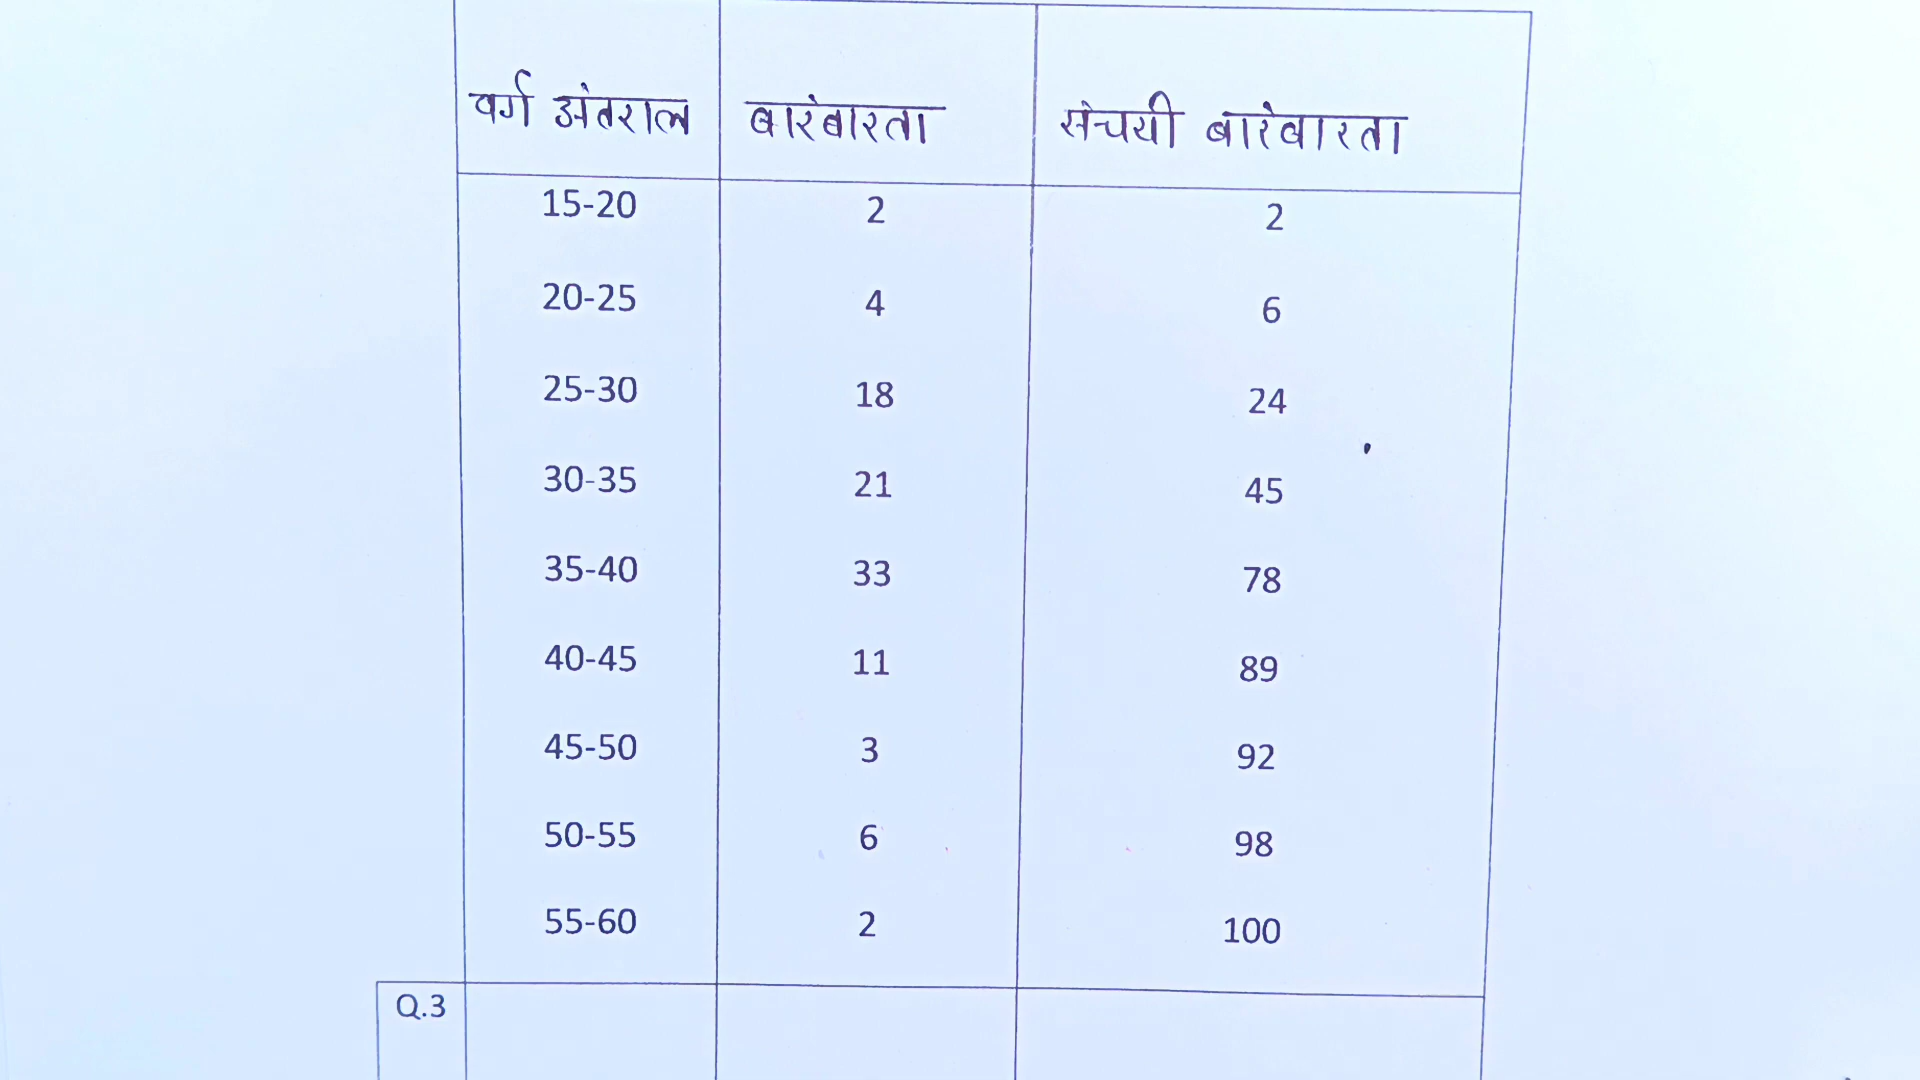 वर्ग अंतराल बारंबारता संचयी बारंबारता
15-20 2 2
20-25 4 6
25-30 18 24
30-35 21 45
35-40 33 78
40-45 11 89
45-50 3 92
50-55 6 98
55-60 2 100
Q.3